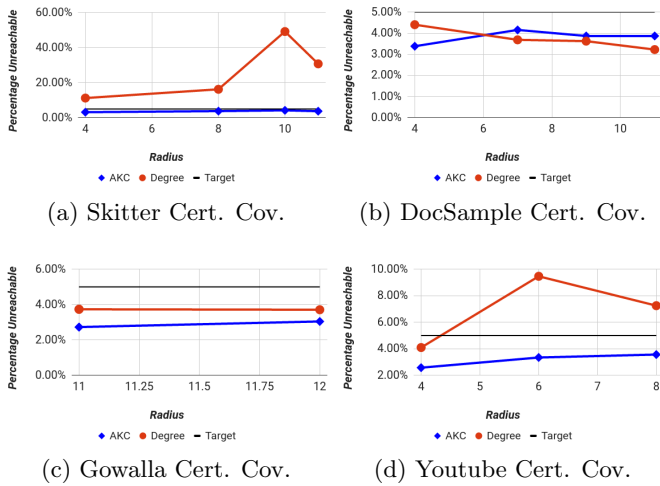 Percentage Unreachable
60.00%
40.00%
20.00%
0.00%
4 6 8 10
Radius
AKC Degree Target
(a) Skitter Cert. Cov.
Percentage Unreachable
5.00%
4.00%
3.00%
2.00%
1.00%
0.00%
4 6 8 10
Radius
AKC Degree Target
(b) DocSample Cert. Cov.
Percentage Unreachable
6.00%
4.00%
2.00%
0.00%
11 11.25 11.5 11.75 12
Radius
AKC Degree Target
(c) Gowalla Cert. Cov.
Percentage Unreachable
10.00%
8.00%
6.00%
4.00%
2.00%
4 5 6 7 8
Radius
AKC Degree Target
(d) Youtube Cert. Cov.